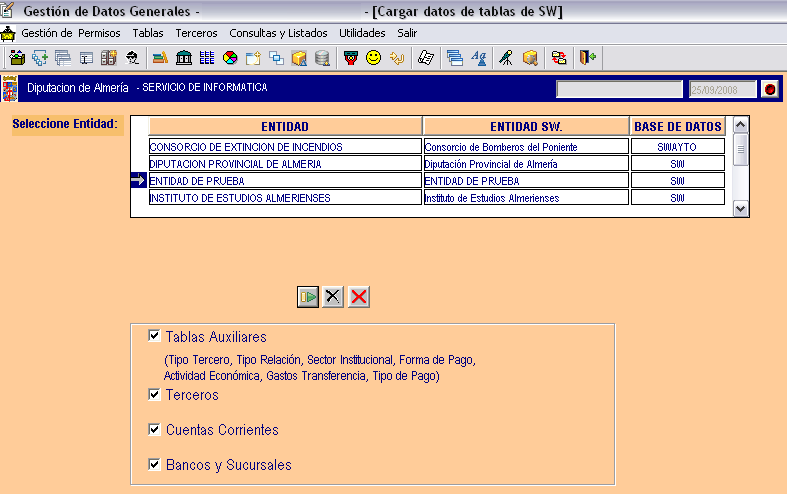 Gestión de Datos Generales - - [Cargar datos de tablas de SW]
Gestión de Permisos Tablas Terceros Consultas y Listados Utilidades Salir
Diputacion de Almería - SERVICIO DE INFORMATICA 25/09/2008
Seleccione Entidad:
ENTIDAD ENTIDAD SW. BASE DE DATOS
CONSORCIO DE EXTINCION DE INCENDIOS Consorcio de Bomberos del Poniente SWAYTO
DIPUTACION PROVINCIAL DE ALMERIA Diputación Provincial de Almería SW
ENTIDAD DE PRUEBA ENTIDAD DE PRUEBA SW
INSTITUTO DE ESTUDIOS ALMERIENSES Instituto de Estudios Almerienses SW
Tablas Auxiliares
(Tipo Tercero, Tipo Relación, Sector Institucional, Forma de Pago,
Actividad Económica, Gastos Transferencia, Tipo de Pago)
Terceros
Cuentas Corrientes
Bancos y Sucursales